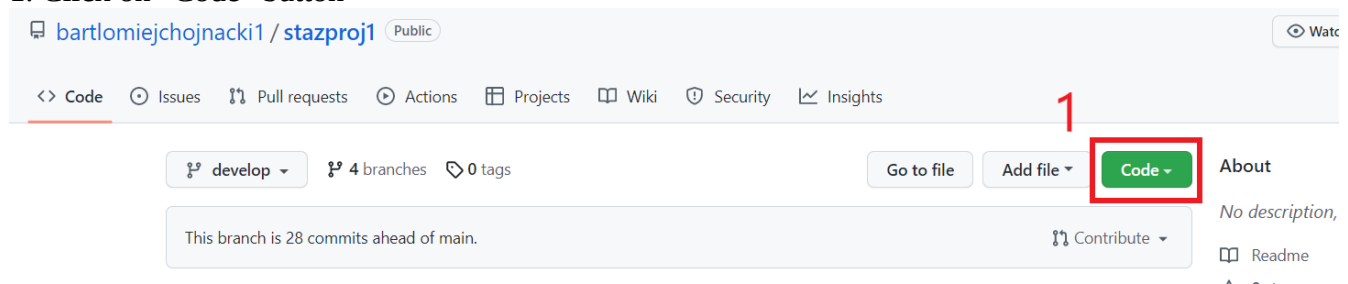 bartlomiejchojnacki1 / stazproj1 Public
Code Issues Pull requests Actions Projects Wiki Security Insights
1
develop 4 branches 0 tags Go to file Add file Code About
No description,
This branch is 28 commits ahead of main. Contribute
Readme